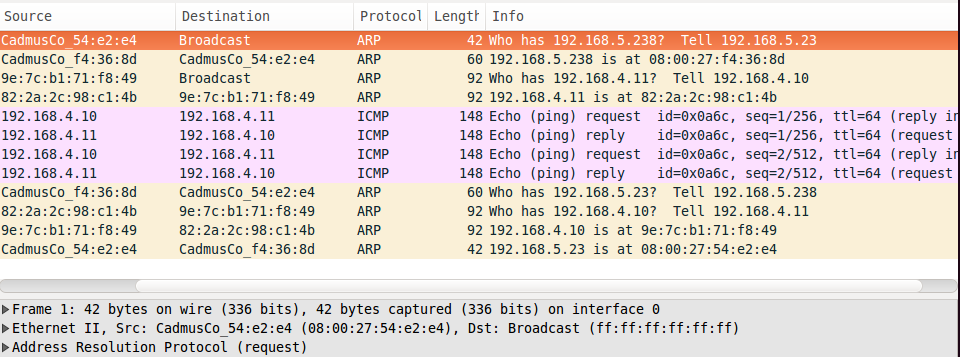 Source Destination Protocol Length Info
CadmusCo_54:e2:e4 Broadcast ARP 42 Who has 192.168.5.238? Tell 192.168.5.23
CadmusCo_f4:36:8d CadmusCo_54:e2:e4 ARP 60 192.168.5.238 is at 08:00:27:f4:36:8d
9e:7c:b1:71:f8:49 Broadcast ARP 92 Who has 192.168.4.11? Tell 192.168.4.10
82:2a:2c:98:c1:4b 9e:7c:b1:71:f8:49 ARP 92 192.168.4.11 is at 82:2a:2c:98:c1:4b
192.168.4.10 192.168.4.11 ICMP 148 Echo (ping) request id=0x0a6c, seq=1/256, ttl=64 (reply in
192.168.4.11 192.168.4.10 ICMP 148 Echo (ping) reply id=0x0a6c, seq=1/256, ttl=64 (request
192.168.4.10 192.168.4.11 ICMP 148 Echo (ping) request id=0x0a6c, seq=2/512, ttl=64 (reply in
192.168.4.11 192.168.4.10 ICMP 148 Echo (ping) reply id=0x0a6c, seq=2/512, ttl=64 (request
CadmusCo_f4:36:8d CadmusCo_54:e2:e4 ARP 60 Who has 192.168.5.23? Tell 192.168.5.238
82:2a:2c:98:c1:4b 9e:7c:b1:71:f8:49 ARP 92 Who has 192.168.4.10? Tell 192.168.4.11
9e:7c:b1:71:f8:49 82:2a:2c:98:c1:4b ARP 92 192.168.4.10 is at 9e:7c:b1:71:f8:49
CadmusCo_54:e2:e4 CadmusCo_f4:36:8d ARP 42 192.168.5.23 is at 08:00:27:54:e2:e4
Frame 1: 42 bytes on wire (336 bits), 42 bytes captured (336 bits) on interface 0
Ethernet II, Src: CadmusCo_54:e2:e4 (08:00:27:54:e2:e4), Dst: Broadcast (ff:ff:ff:ff:ff:ff)
Address Resolution Protocol (request)